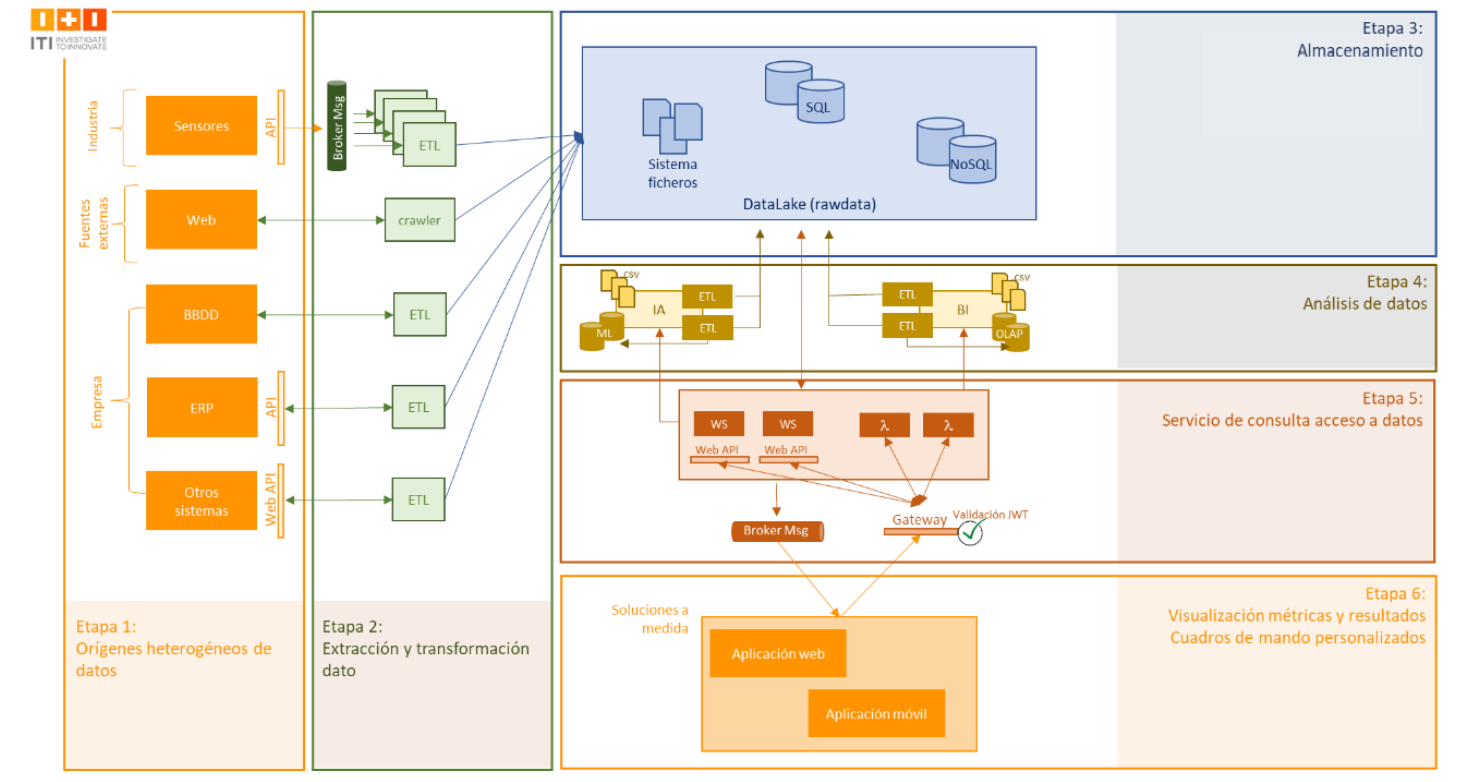 I+I
ITI INVESTIGATE
TO INNOVATE
Industria
Sensores
API
Fuentes
externas
Web
Empresa
BBDD
ERP
API
Otros
sistemas
Web API
Etapa 1:
Orígenes heterogéneos de
datos
Broker Msg
ETL
crawler
ETL
ETL
ETL
Etapa 2:
Extracción y transformación
dato
Etapa 3:
Almacenamiento
SQL
Sistema
ficheros
NoSQL
DataLake (rawdata)
Etapa 4:
Análisis de datos
csv
IA
ETL
ETL
ML
ETL
ETL
BI
csv
OLAP
Etapa 5:
Servicio de consulta acceso a datos
WS
WS
λ
λ
Web API
Web API
Broker Msg
Gateway
Validación JWT
Etapa 6:
Visualización métricas y resultados
Cuadros de mando personalizados
Soluciones a
medida
Aplicación web
Aplicación móvil